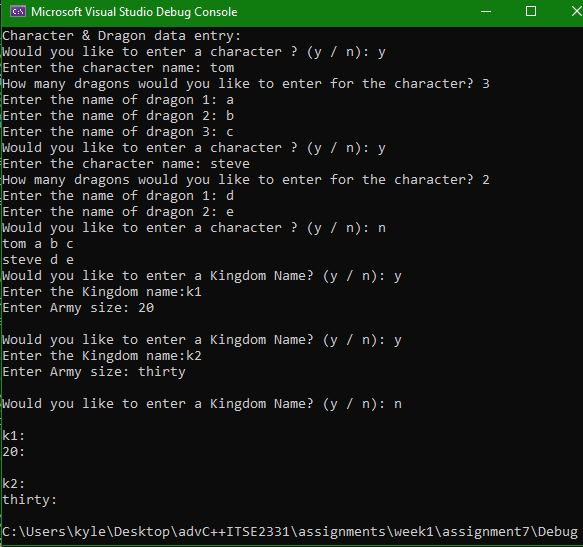 Microsoft Visual Studio Debug Console
Character & Dragon data entry:
Would you like to enter a character ? (y / n): y
Enter the character name: tom
How many dragons would you like to enter for the character? 3
Enter the name of dragon 1: a
Enter the name of dragon 2: b
Enter the name of dragon 3: c
Would you like to enter a character ? (y / n): y
Enter the character name: steve
How many dragons would you like to enter for the character? 2
Enter the name of dragon 1: d
Enter the name of dragon 2: e
Would you like to enter a character ? (y / n): n
tom a b c
steve d e
Would you like to enter a Kingdom Name? (y / n): y
Enter the Kingdom name:k1
Enter Army size: 20
Would you like to enter a Kingdom Name? (y / n): y
Enter the Kingdom name:k2
Enter Army size: thirty
Would you like to enter a Kingdom Name? (y / n): n
k1:
20:
k2:
thirty:
C:\Users\kyle\Desktop\advC++ITSE2331\assignments\week1\assignment7\Debug